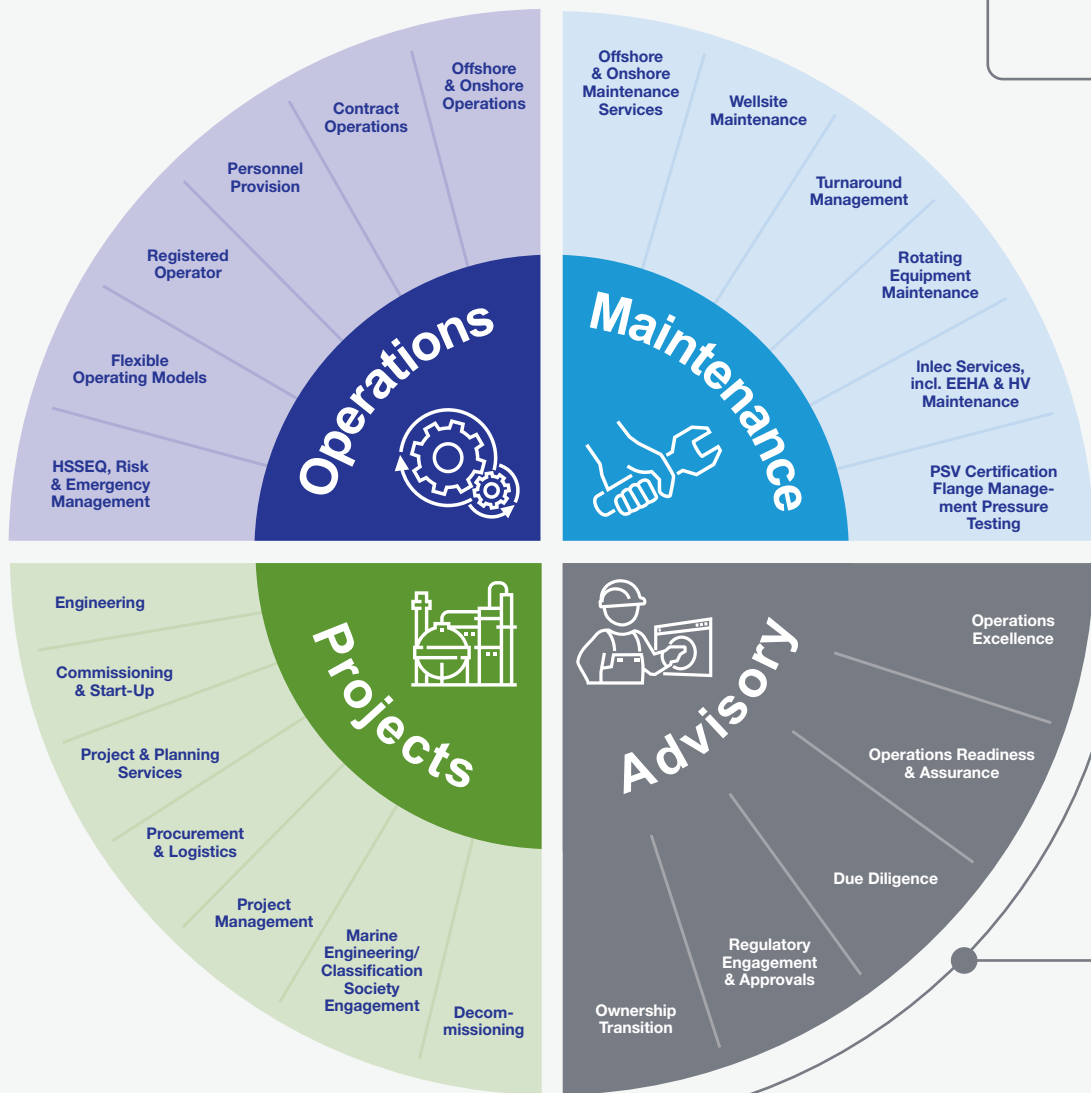 Operations
Offshore
& Onshore
Operations
Contract
Operations
Personnel
Provision
Registered
Operator
Flexible
Operating Models
HSSEQ, Risk
& Emergency
Management
Maintenance
Offshore
& Onshore
Maintenance
Services
Wellsite
Maintenance
Turnaround
Management
Rotating
Equipment
Maintenance
Inlec Services,
incl. EEHA & HV
Maintenance
PSV Certification
Flange Manage-
ment Pressure
Testing
Projects
Engineering
Commissioning
& Start-Up
Project & Planning
Services
Procurement
& Logistics
Project
Management
Marine
Engineering/
Classification
Society
Engagement
Decom-
missioning
Advisory
Operations
Excellence
Operations Readiness
& Assurance
Due Diligence
Regulatory
Engagement
& Approvals
Ownership
Transition